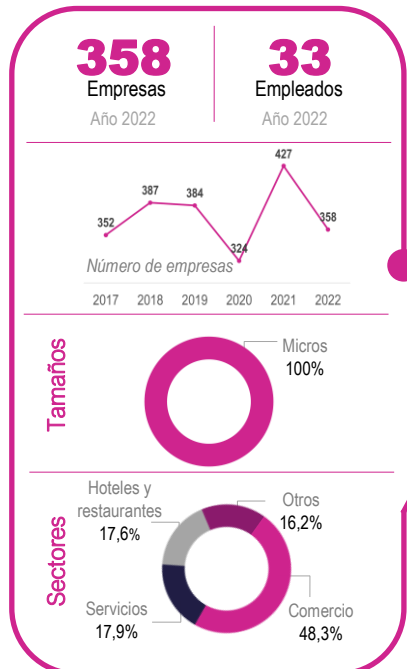 358
Empresas
Año 2022
33
Empleados
Año 2022
427
387
384
352
358
324
Número de empresas
2017 2018 2019 2020 2021 2022
Tamaños
Micros
100%
Sectores
Hoteles y
restaurantes
17,6%
Otros
16,2%
Servicios
17,9%
Comercio
48,3%